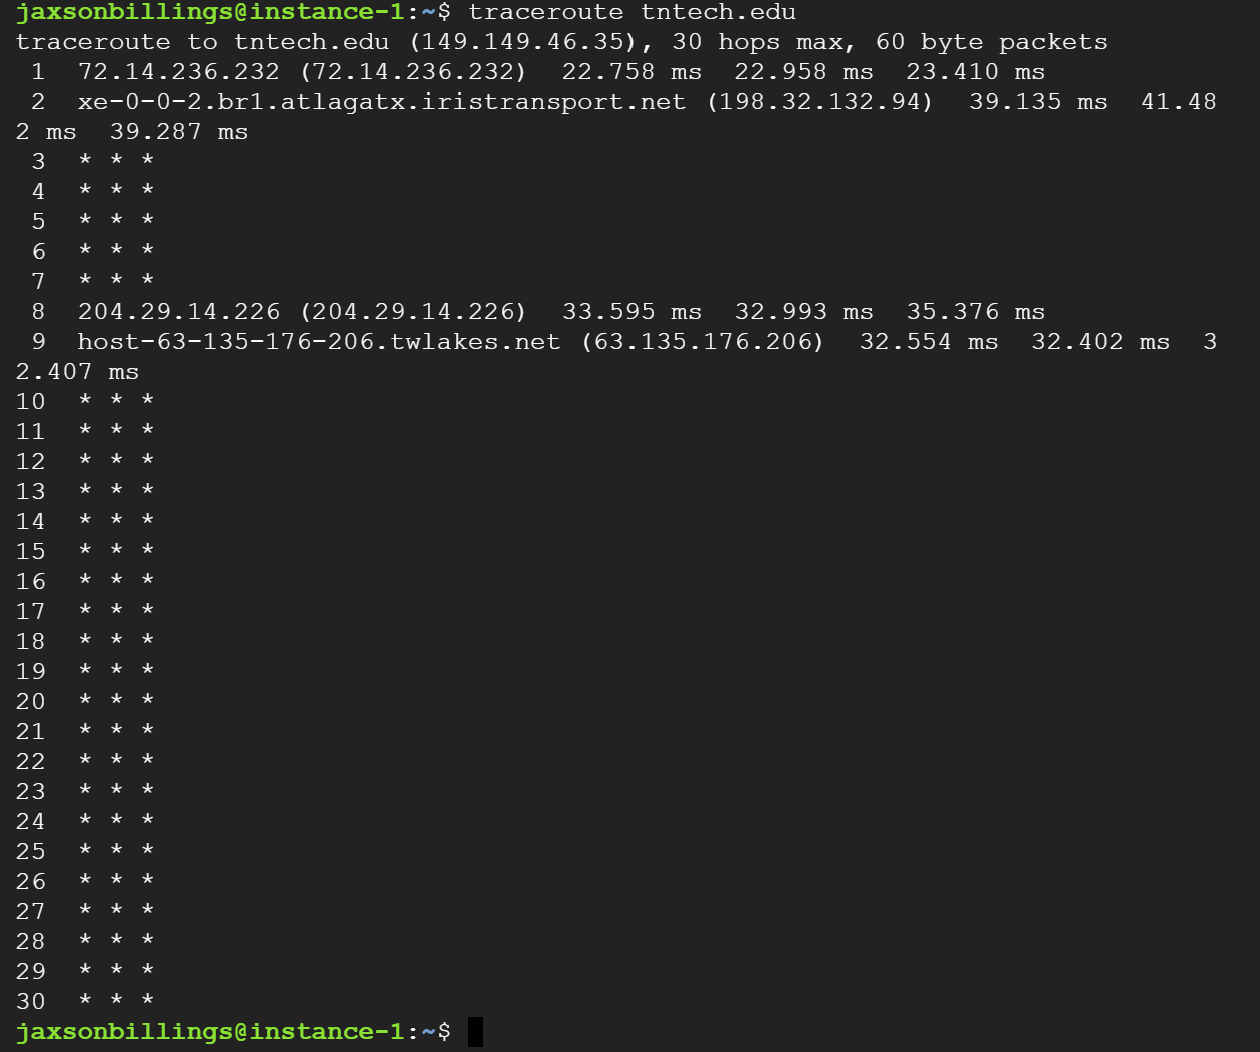 jaxsonbillings@instance-1:~$ traceroute tntech.edu
traceroute to tntech.edu (149.149.46.35), 30 hops max, 60 byte packets
 1  72.14.236.232 (72.14.236.232)  22.758 ms  22.958 ms  23.410 ms
 2  xe-0-0-2.br1.atlagatx.iristransport.net (198.32.132.94)  39.135 ms  41.48
2 ms  39.287 ms
 3  * * *
 4  * * *
 5  * * *
 6  * * *
 7  * * *
 8  204.29.14.226 (204.29.14.226)  33.595 ms  32.993 ms  35.376 ms
 9  host-63-135-176-206.twlakes.net (63.135.176.206)  32.554 ms  32.402 ms  3
2.407 ms
10  * * *
11  * * *
12  * * *
13  * * *
14  * * *
15  * * *
16  * * *
17  * * *
18  * * *
19  * * *
20  * * *
21  * * *
22  * * *
23  * * *
24  * * *
25  * * *
26  * * *
27  * * *
28  * * *
29  * * *
30  * * *
jaxsonbillings@instance-1:~$